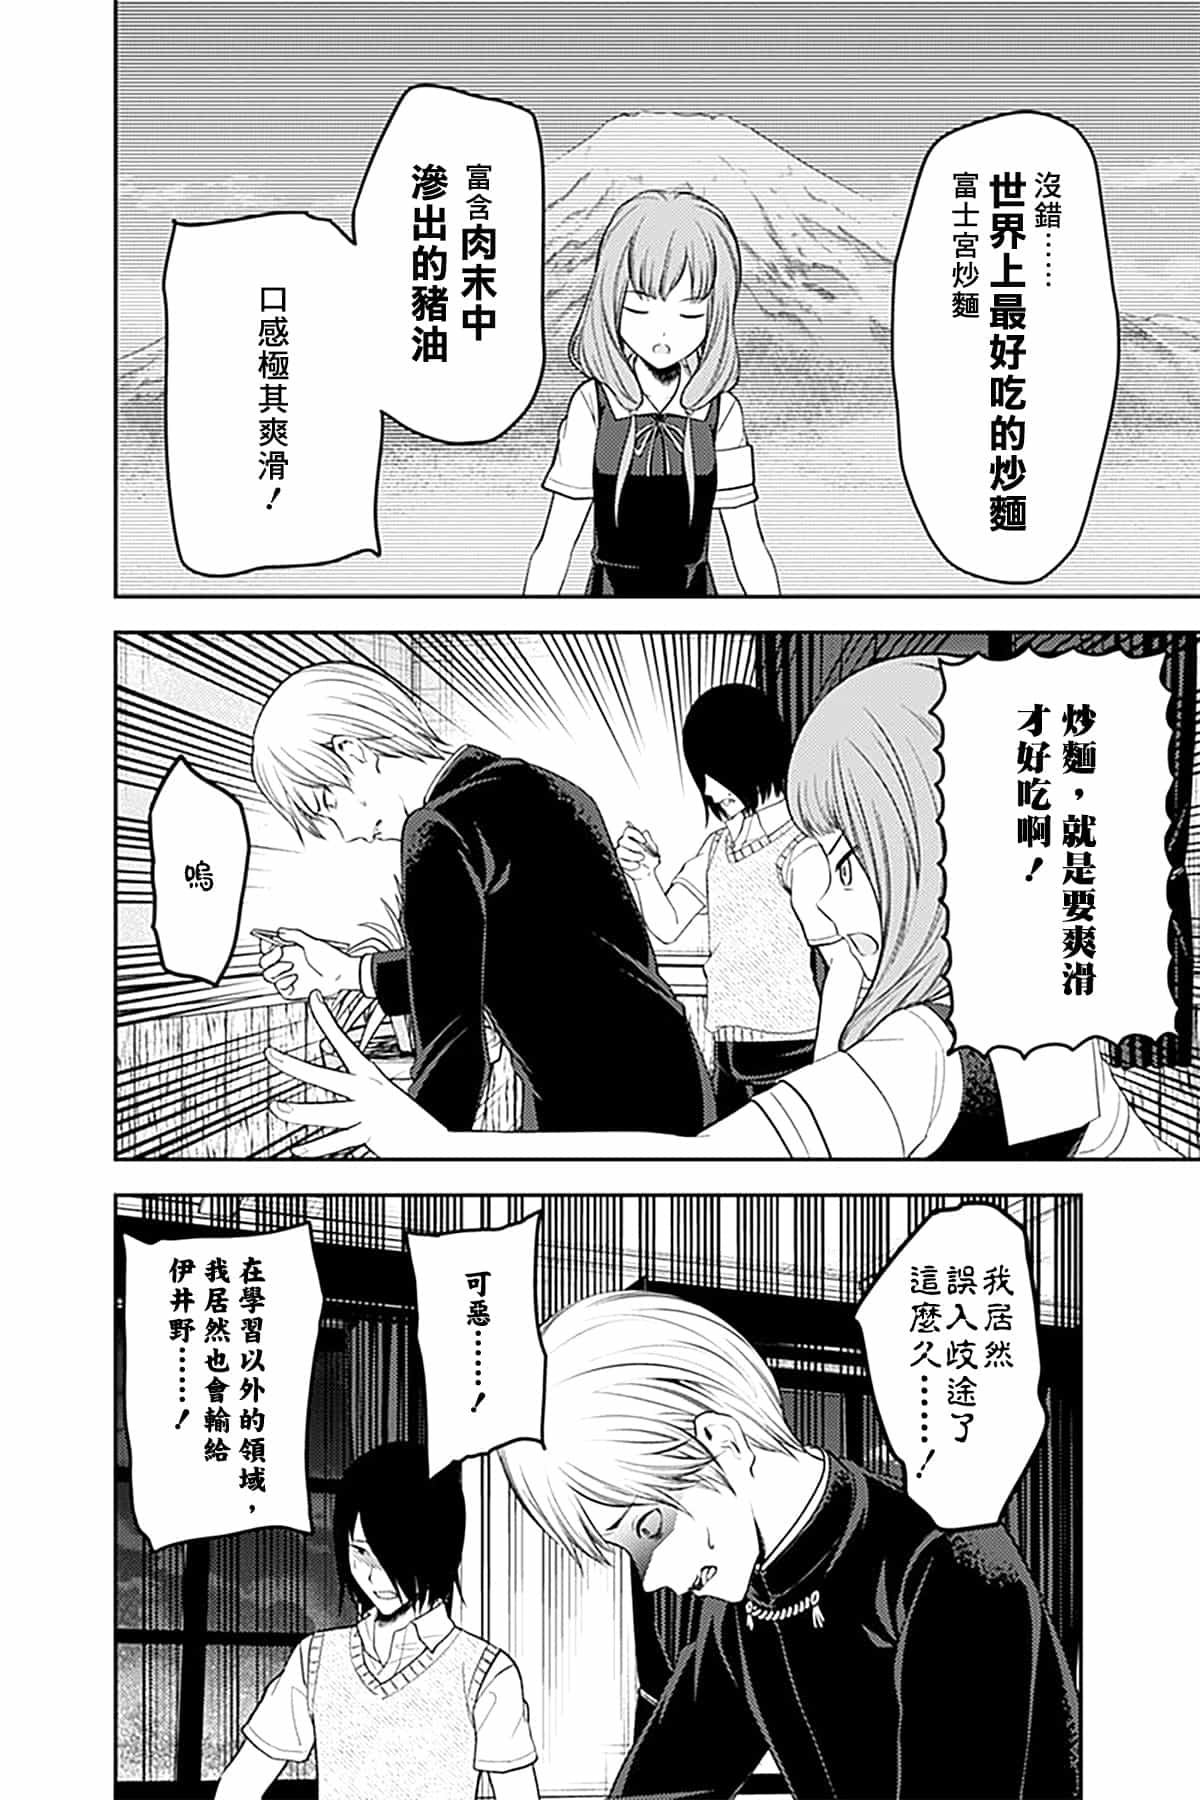 沒錯……
世界上最好吃的炒麵
富士宮炒麵
富含肉末中
滲出的豬油
口感極其爽滑！
炒麵，就是要爽滑
才好吃啊！
嗚
我居然
誤入歧途了
這麼久……！
可惡……！
在學習以外的領域，
我居然也會輸給
伊井野……！